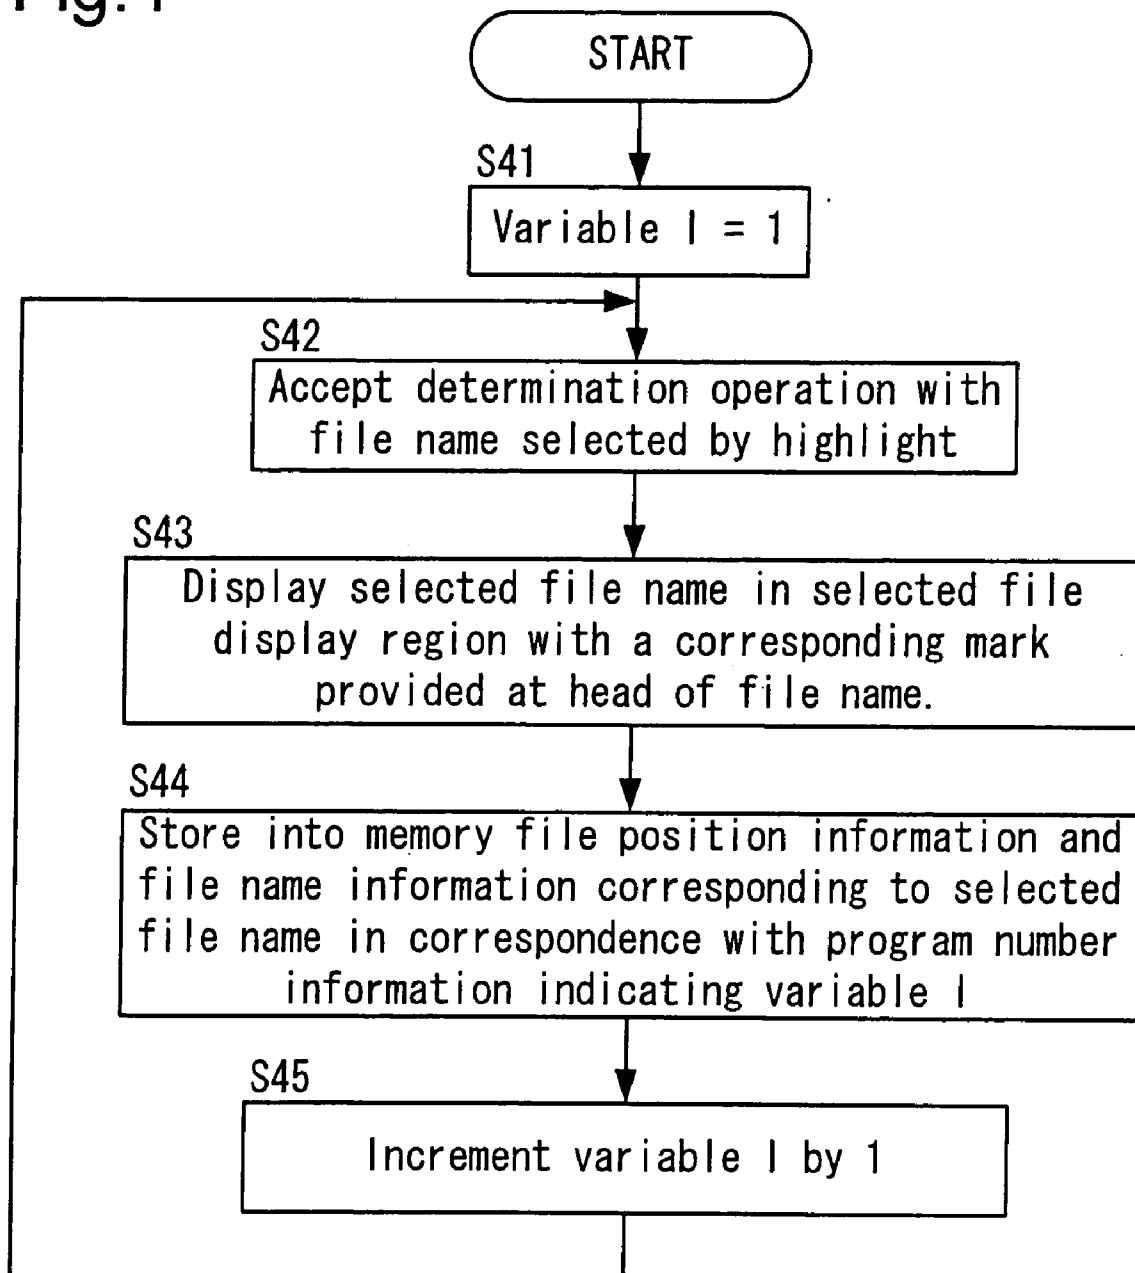 START
S41
Variable I = 1
S42
Accept determination operation with
file name selected by highlight
S43
Display selected file name in selected file
display region with a corresponding mark
provided at head of file name.
S44
Store into memory file position information and
file name information corresponding to selected
file name in correspondence with program number
information indicating variable I
S45
Increment variable I by 1